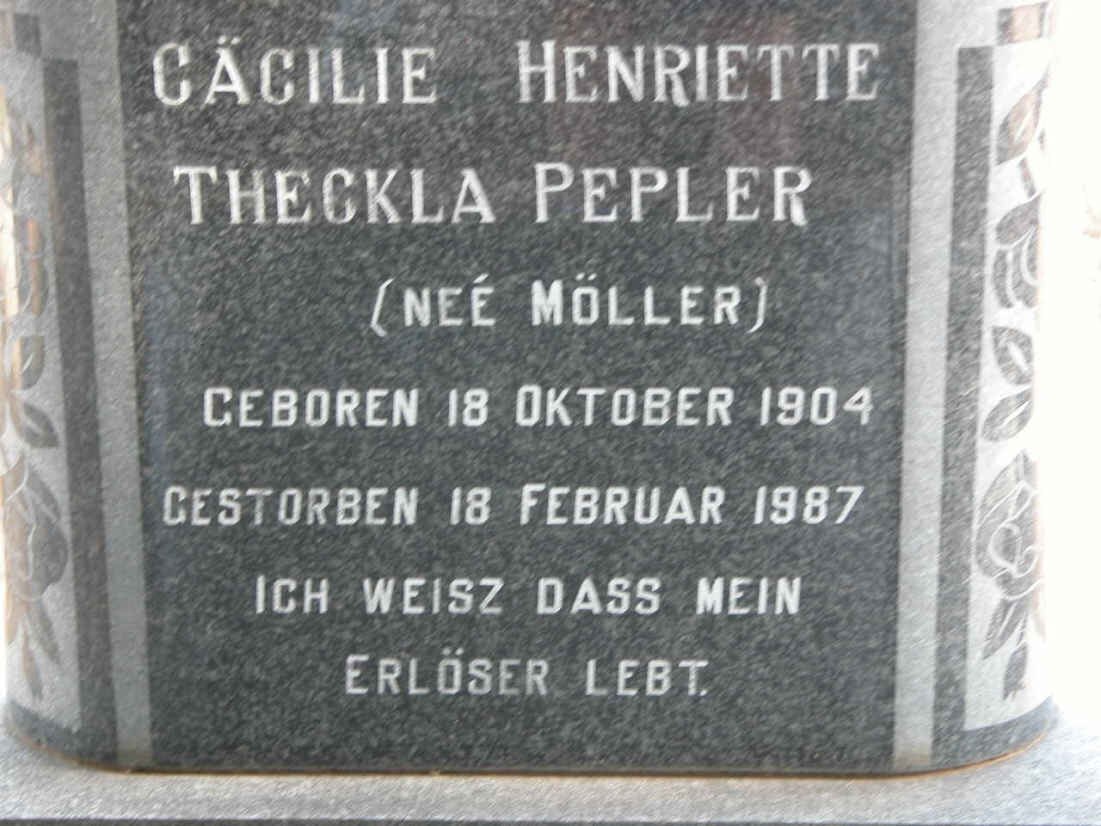 CÄCILIE HENRIETTE
THECKLA PEPLER
(NEÉ MÖLLER)
GEBOREN 18 OKTOBER 1904
GESTORBEN 18 FEBRUAR 1987
ICH WEISZ DASS MEIN
ERLÖSER LEBT.